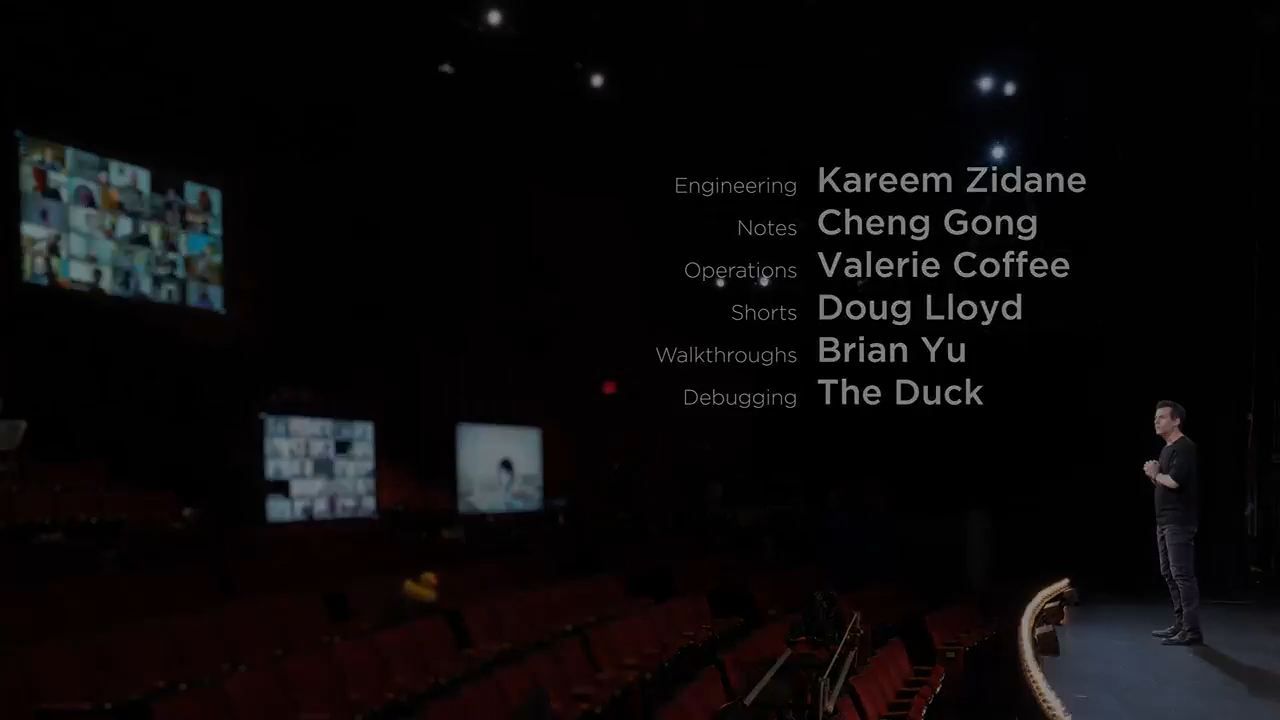 Engineering Kareem Zidane
Notes Cheng Gong
Operations Valerie Coffee
Shorts Doug Lloyd
Walkthroughs Brian Yu
Debugging The Duck